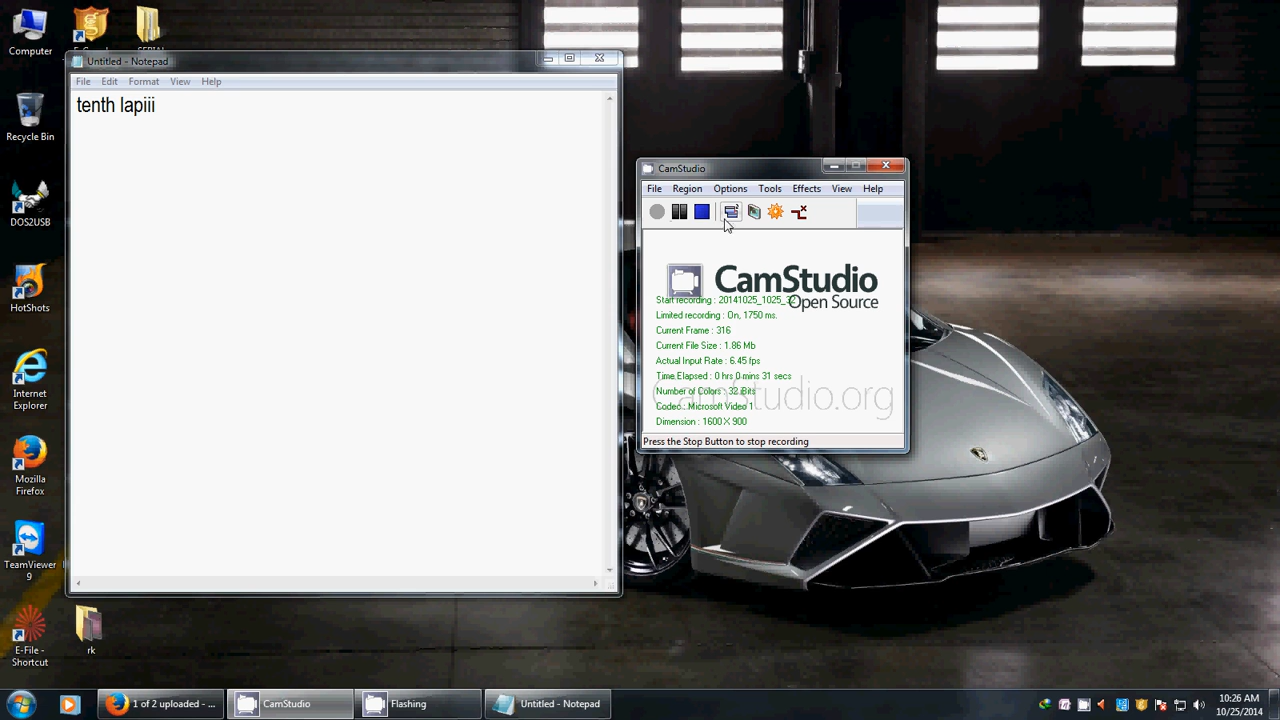 Computer
Recycle Bin
DOS2USB
HotShots
Internet
Explorer
Mozilla
Firefox
TeamViewer
9
E-File -
Shortcut
rk
Untitled - Notepad
File Edit Format View Help
tenth lapiii
CamStudio
File Region Options Tools Effects View Help
CamStudio
Open Source
Start recording : 20141025_1025_32
Limited recording : On, 1750 ms.
Current Frame : 316
Current File Size : 1.86 Mb
Actual Input Rate : 6.45 fps
Time Elapsed : 0 hrs 0 mins 31 secs
Number of Colors : 32 Bits
Codec : Microsoft Video 1
Dimension : 1600 X 900
CamStudio.org
Press the Stop Button to stop recording
1 of 2 uploaded - ...
CamStudio
Flashing
Untitled - Notepad
10:26 AM
10/25/2014